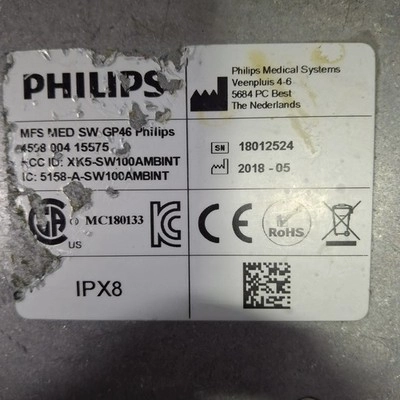 PHILIPS
Philips Medical Systems
Veenpluis 4-6
5684 PC Best
The Netherlands
MFS MED SW GP46 Philips
4598 004 15575
FCC ID: XK5-SW100AMBINT
IC: 5158-A-SW100AMBINT
SN 18012524
2018 - 05
US
MC180133
CE
RoHS
IPX8